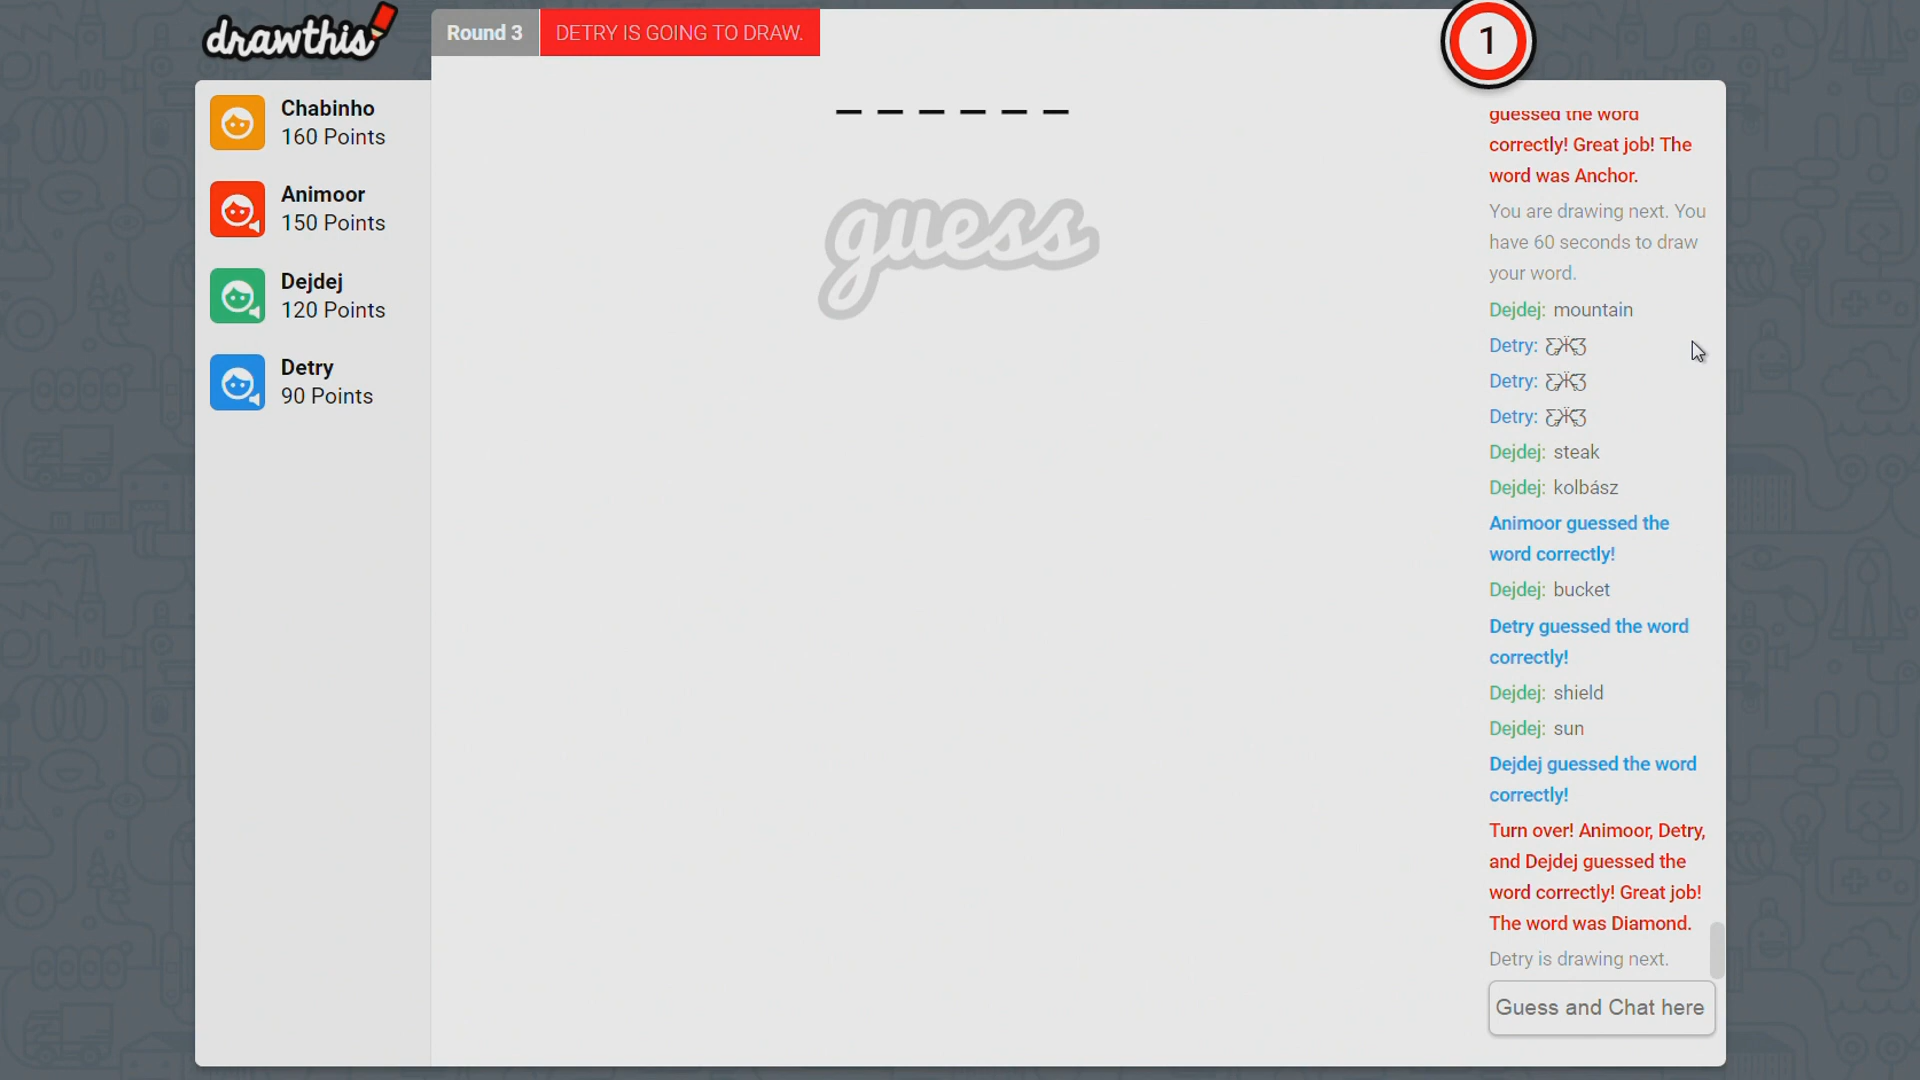 drawthis
Round 3
DETRY IS GOING TO DRAW.
1
Chabinho
160 Points
Animoor
150 Points
Dejdej
120 Points
Detry
90 Points
_ _ _ _ _ _
guess
guessed the word
correctly! Great job! The
word was Anchor.
You are drawing next. You
have 60 seconds to draw
your word.
Dejdej: mountain
Detry: Ƹ̵̡Ӝ̵̨̄Ʒ
Detry: Ƹ̵̡Ӝ̵̨̄Ʒ
Detry: Ƹ̵̡Ӝ̵̨̄Ʒ
Dejdej: steak
Dejdej: kolbász
Animoor guessed the
word correctly!
Dejdej: bucket
Detry guessed the word
correctly!
Dejdej: shield
Dejdej: sun
Dejdej guessed the word
correctly!
Turn over! Animoor, Detry,
and Dejdej guessed the
word correctly! Great job!
The word was Diamond.
Detry is drawing next.
Guess and Chat here